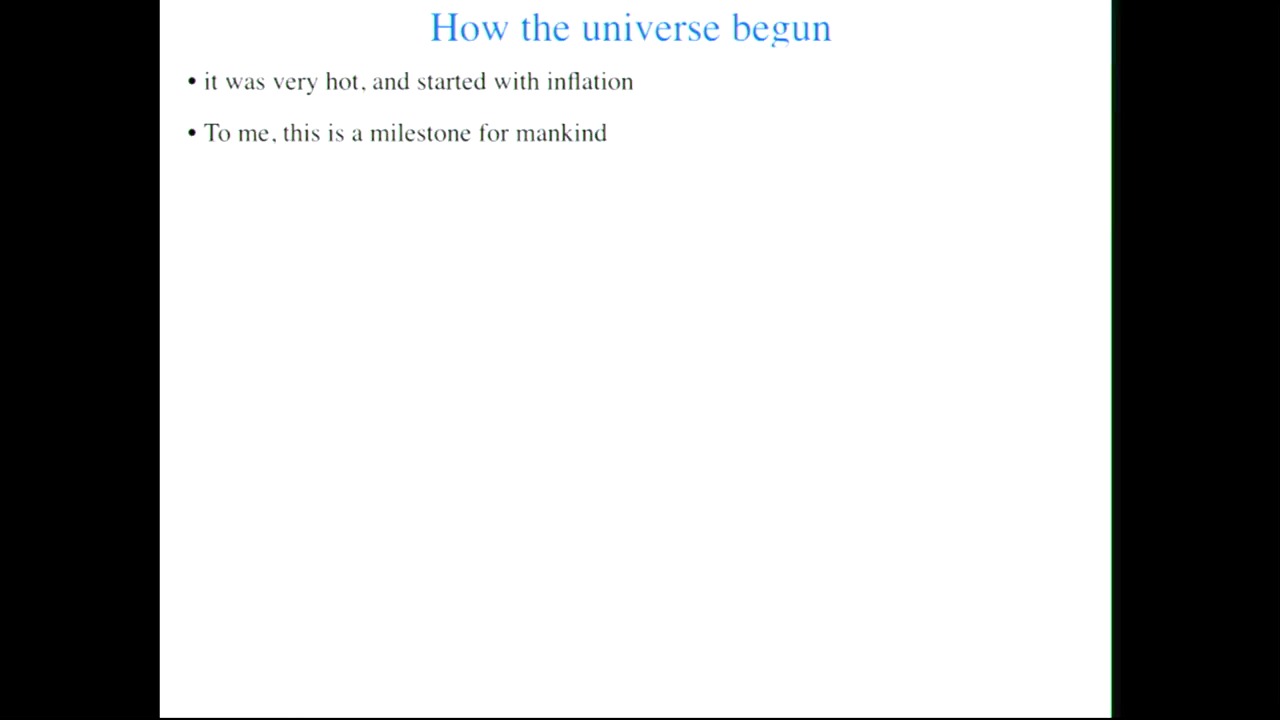 How the universe begun
• it was very hot, and started with inflation
• To me, this is a milestone for mankind